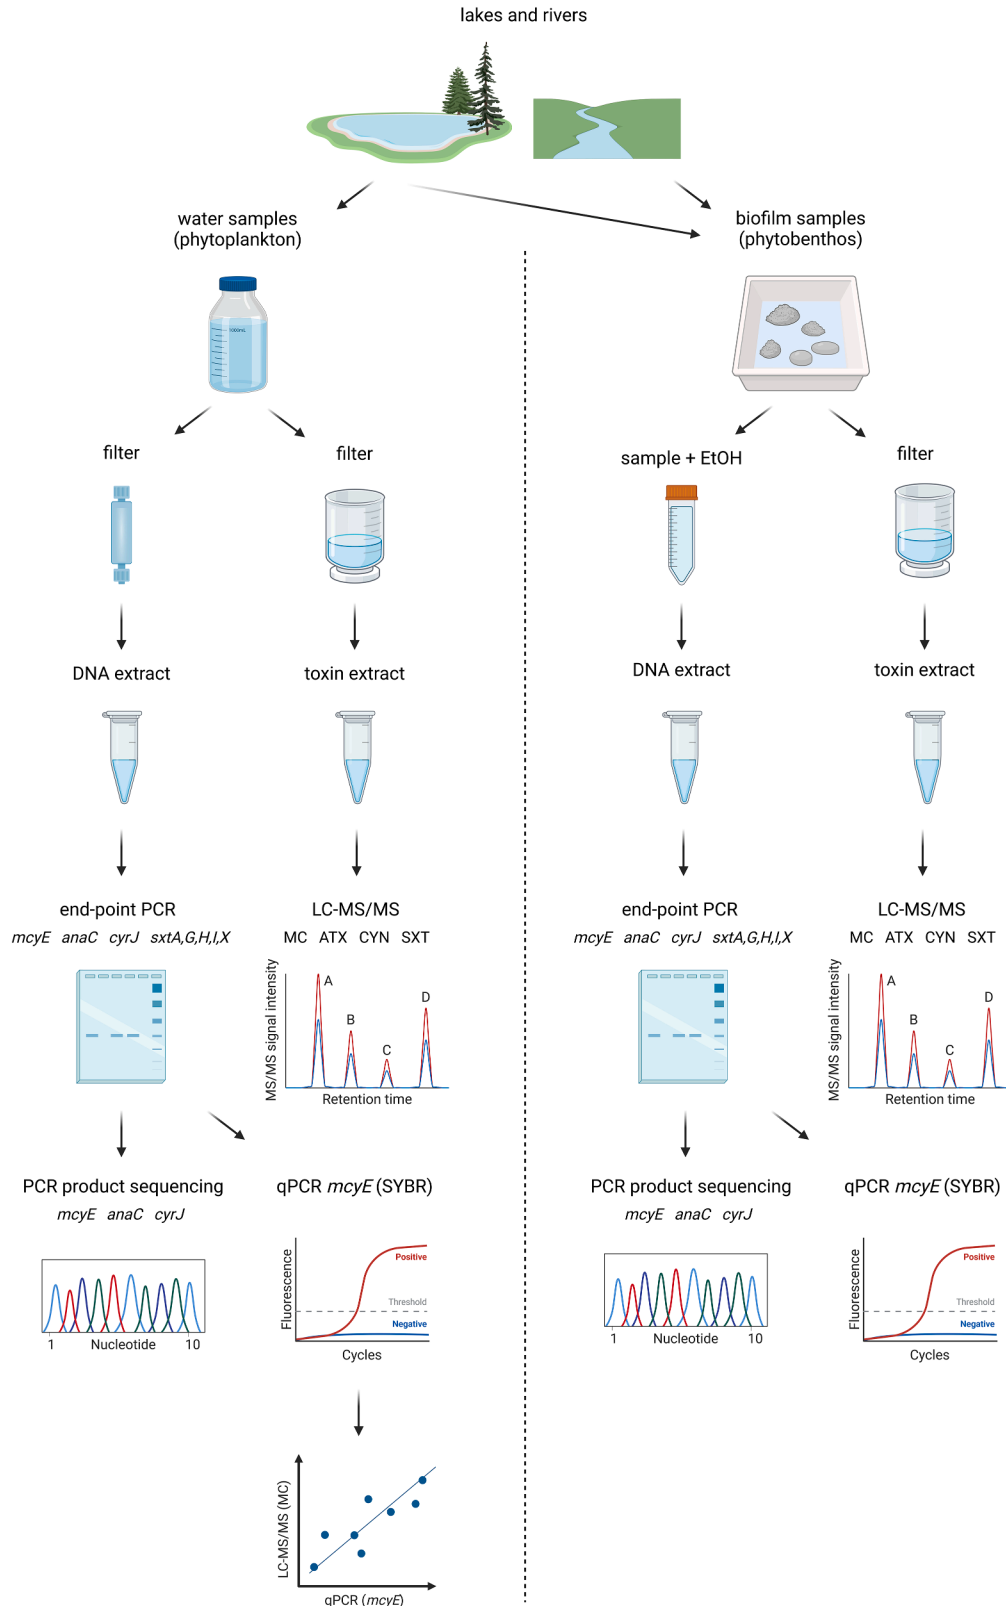 lakes and rivers
water samples
(phytoplankton)
biofilm samples
(phytobenthos)
1000mL
filter
filter
sample + EtOH
filter
DNA extract
toxin extract
DNA extract
toxin extract
end-point PCR
mcyE anaC cyrJ sxtA,G,H,I,X
LC-MS/MS
MC ATX CYN SXT
end-point PCR
mcyE anaC cyrJ sxtA,G,H,I,X
LC-MS/MS
MC ATX CYN SXT
MS/MS signal intensity
A
B
C
D
Retention time
MS/MS signal intensity
A
B
C
D
Retention time
PCR product sequencing
mcyE anaC cyrJ
qPCR mcyE (SYBR)
PCR product sequencing
mcyE anaC cyrJ
qPCR mcyE (SYBR)
1 Nucleotide 10
Fluorescence
Positive
Threshold
Negative
Cycles
1 Nucleotide 10
Fluorescence
Positive
Threshold
Negative
Cycles
LC-MS/MS (MC)
qPCR (mcyE)